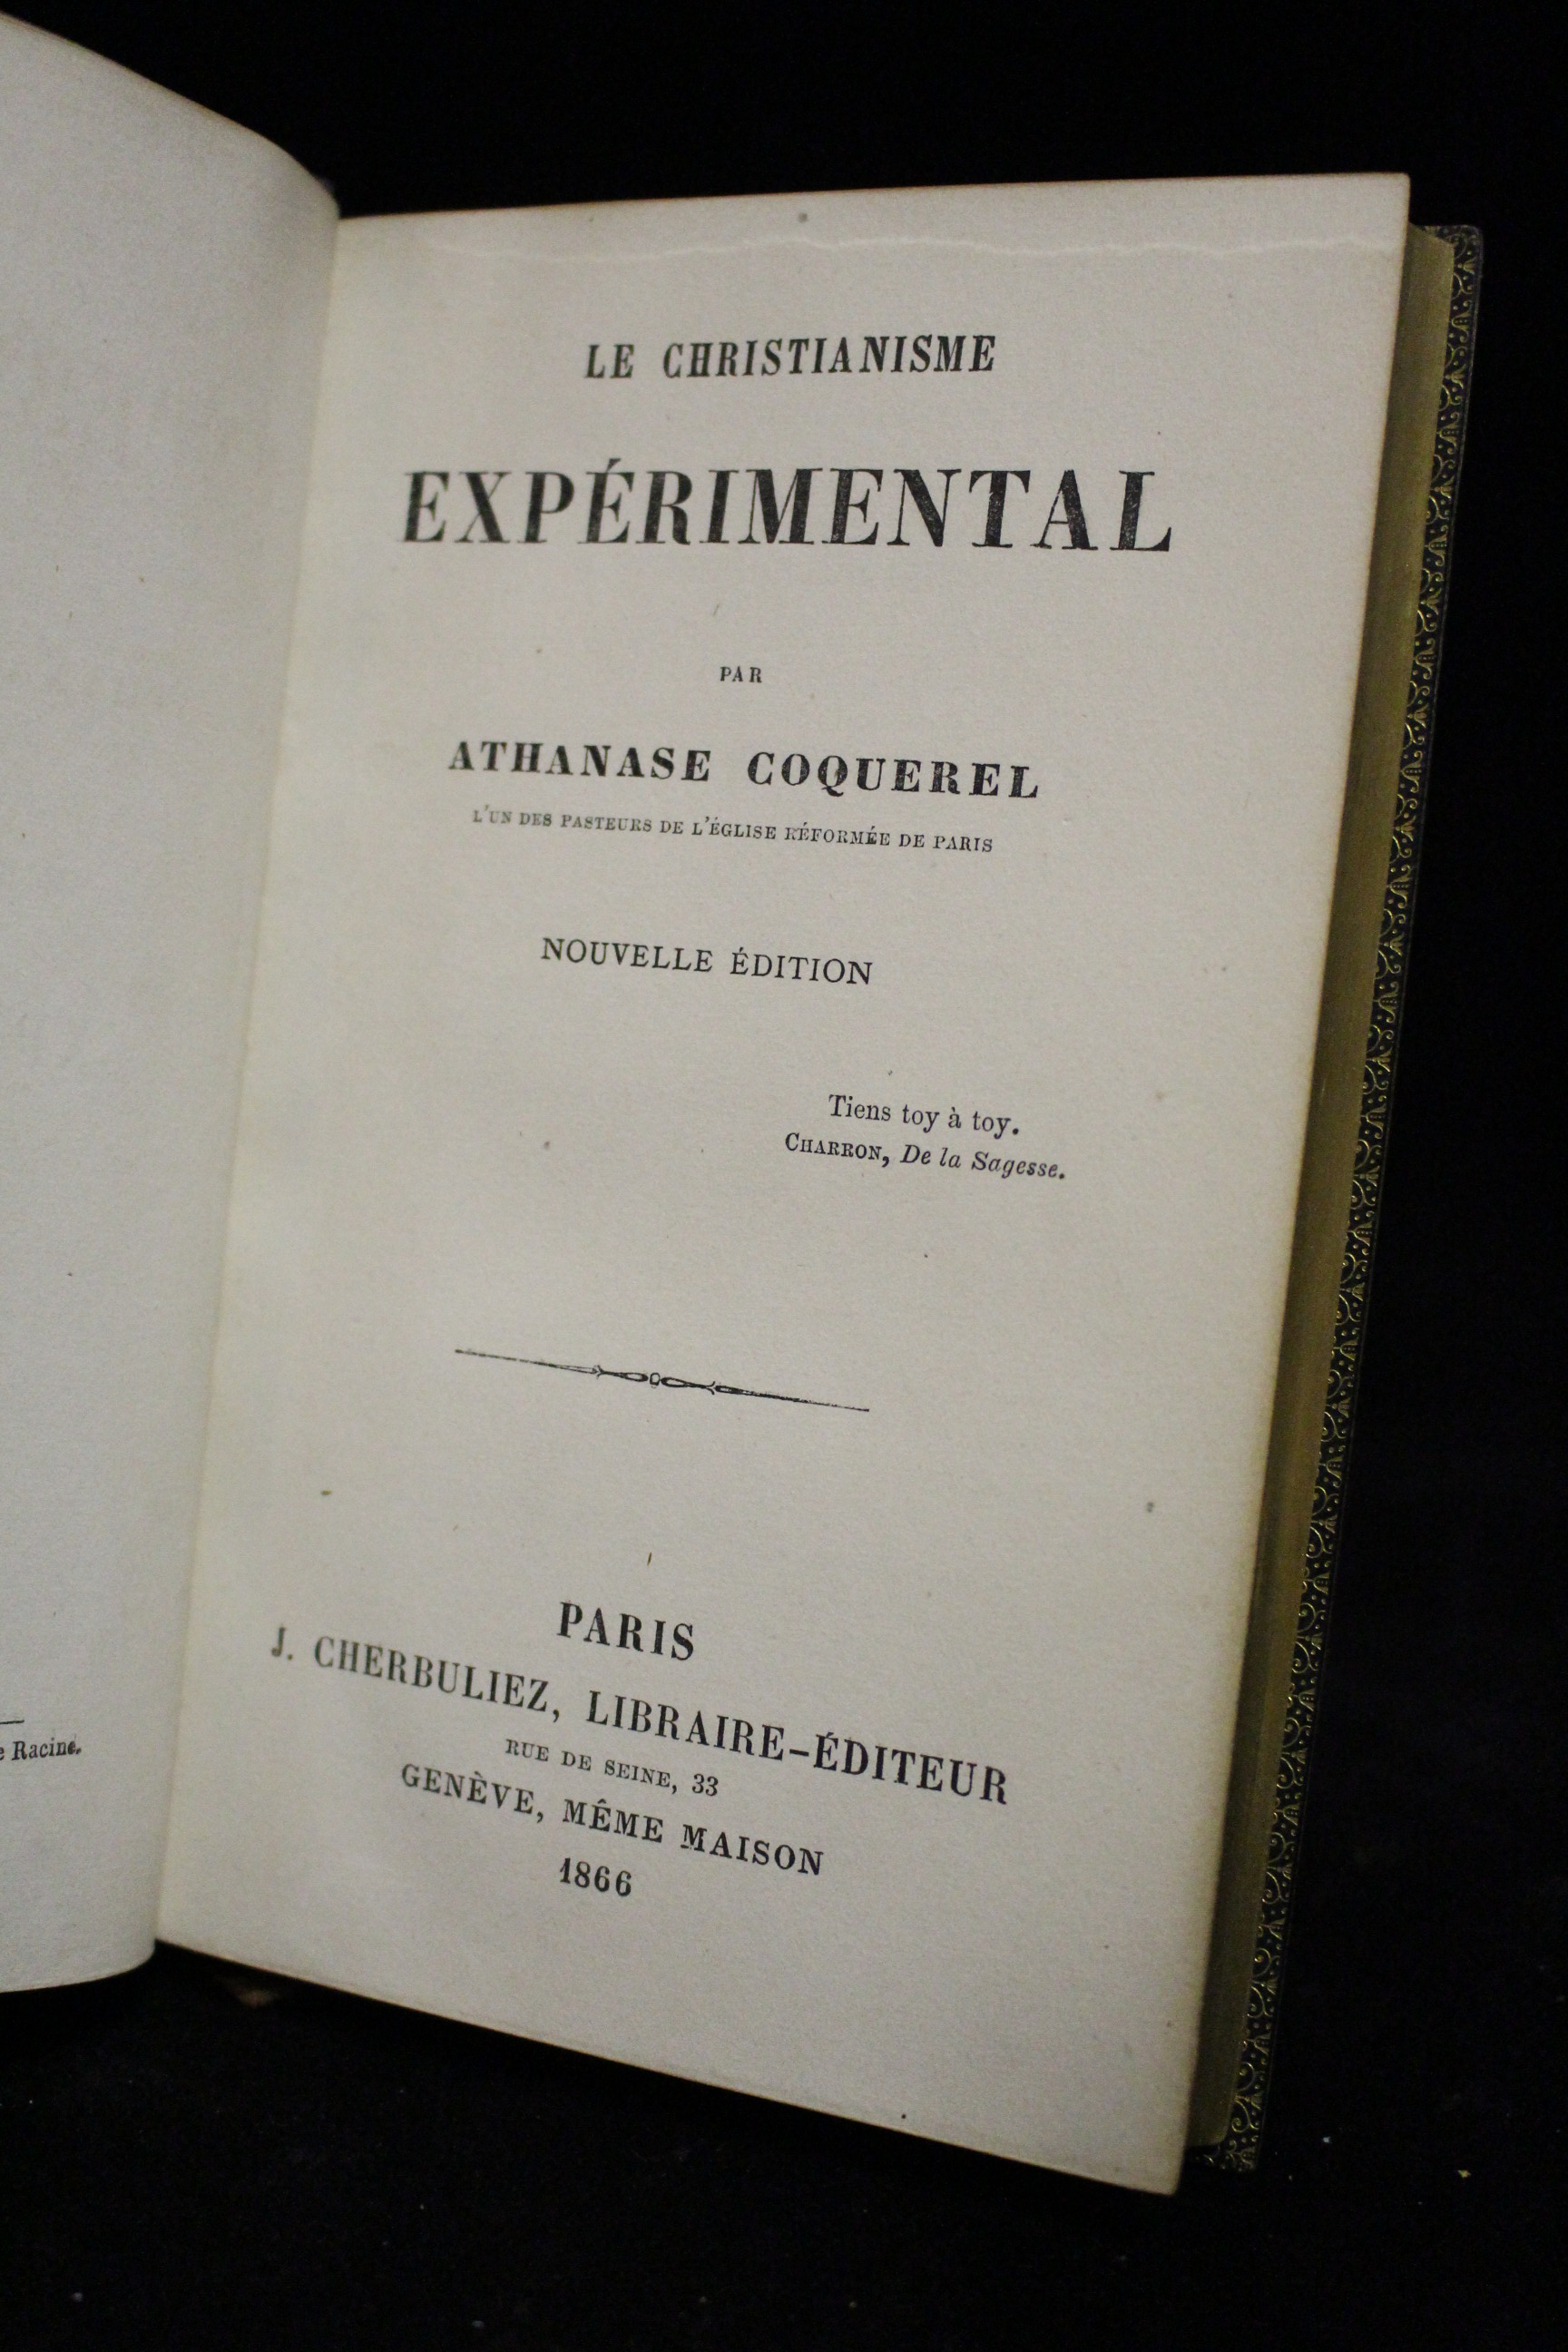 Racine.
LE CHRISTIANISME
EXPÉRIMENTAL
PAR
ATHANASE COQUEREL
L'UN DES PASTEURS DE L'ÉGLISE RÉFORMÉE DE PARIS
NOUVELLE ÉDITION
Tiens toy à toy.
CHARRON, De la Sagesse.
PARIS
J. CHERBULIEZ, LIBRAIRE-ÉDITEUR
RUE DE SEINE, 33
GENÈVE, MÊME MAISON
1866